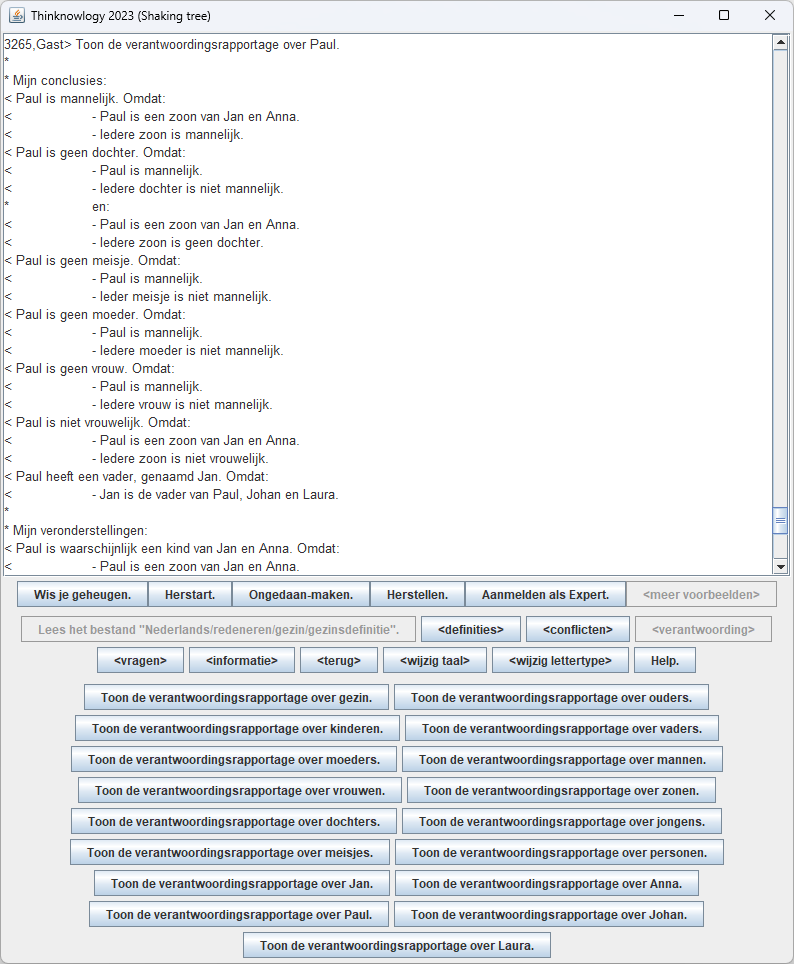 Thinknowlogy 2023 (Shaking tree)
3265,Gast> Toon de verantwoordingsrapportage over Paul.
*
* Mijn conclusies:
< Paul is mannelijk. Omdat:
< - Paul is een zoon van Jan en Anna.
< - Iedere zoon is mannelijk.
< Paul is geen dochter. Omdat:
< - Paul is mannelijk.
< - Iedere dochter is niet mannelijk.
* en:
< - Paul is een zoon van Jan en Anna.
< - Iedere zoon is geen dochter.
< Paul is geen meisje. Omdat:
< - Paul is mannelijk.
< - Ieder meisje is niet mannelijk.
< Paul is geen moeder. Omdat:
< - Paul is mannelijk.
< - Iedere moeder is niet mannelijk.
< Paul is geen vrouw. Omdat:
< - Paul is mannelijk.
< - Iedere vrouw is niet mannelijk.
< Paul is niet vrouwelijk. Omdat:
< - Paul is een zoon van Jan en Anna.
< - Iedere zoon is niet vrouwelijk.
< Paul heeft een vader, genaamd Jan. Omdat:
< - Jan is de vader van Paul, Johan en Laura.
*
* Mijn veronderstellingen:
< Paul is waarschijnlijk een kind van Jan en Anna. Omdat:
< - Paul is een zoon van Jan en Anna.
Wis je geheugen. Herstart. Ongedaan-maken. Herstellen. Aanmelden als Expert. <meer voorbeelden>
Lees het bestand "Nederlands/redeneren/gezin/gezinsdefinitie". <definities> <conflicten> <verantwoording>
<vragen> <informatie> <terug> <wijzig taal> <wijzig lettertype> Help.
Toon de verantwoordingsrapportage over gezin. Toon de verantwoordingsrapportage over ouders.
Toon de verantwoordingsrapportage over kinderen. Toon de verantwoordingsrapportage over vaders.
Toon de verantwoordingsrapportage over moeders. Toon de verantwoordingsrapportage over mannen.
Toon de verantwoordingsrapportage over vrouwen. Toon de verantwoordingsrapportage over zonen.
Toon de verantwoordingsrapportage over dochters. Toon de verantwoordingsrapportage over jongens.
Toon de verantwoordingsrapportage over meisjes. Toon de verantwoordingsrapportage over personen.
Toon de verantwoordingsrapportage over Jan. Toon de verantwoordingsrapportage over Anna.
Toon de verantwoordingsrapportage over Paul. Toon de verantwoordingsrapportage over Johan.
Toon de verantwoordingsrapportage over Laura.